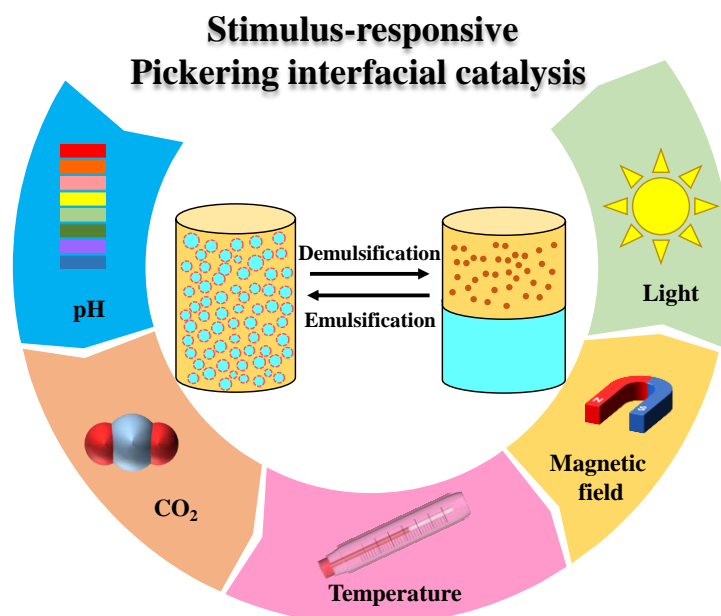 Stimulus-responsive
Pickering interfacial catalysis
pH
Demulsification
Emulsification
Light
CO₂
N
S
Magnetic
field
Temperature